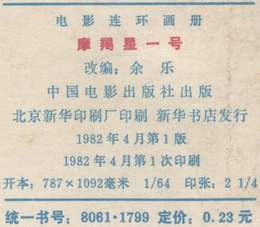 电影连环画册
摩羯星一号
改编：余乐
中国电影出版社出版
北京新华印刷厂印刷 新华书店发行
1982年4月第1版
1982年4月第1次印刷
开本：787×1092毫米 1/64 印张：2 1/4
统一书号：8061·1799 定价：0.23元